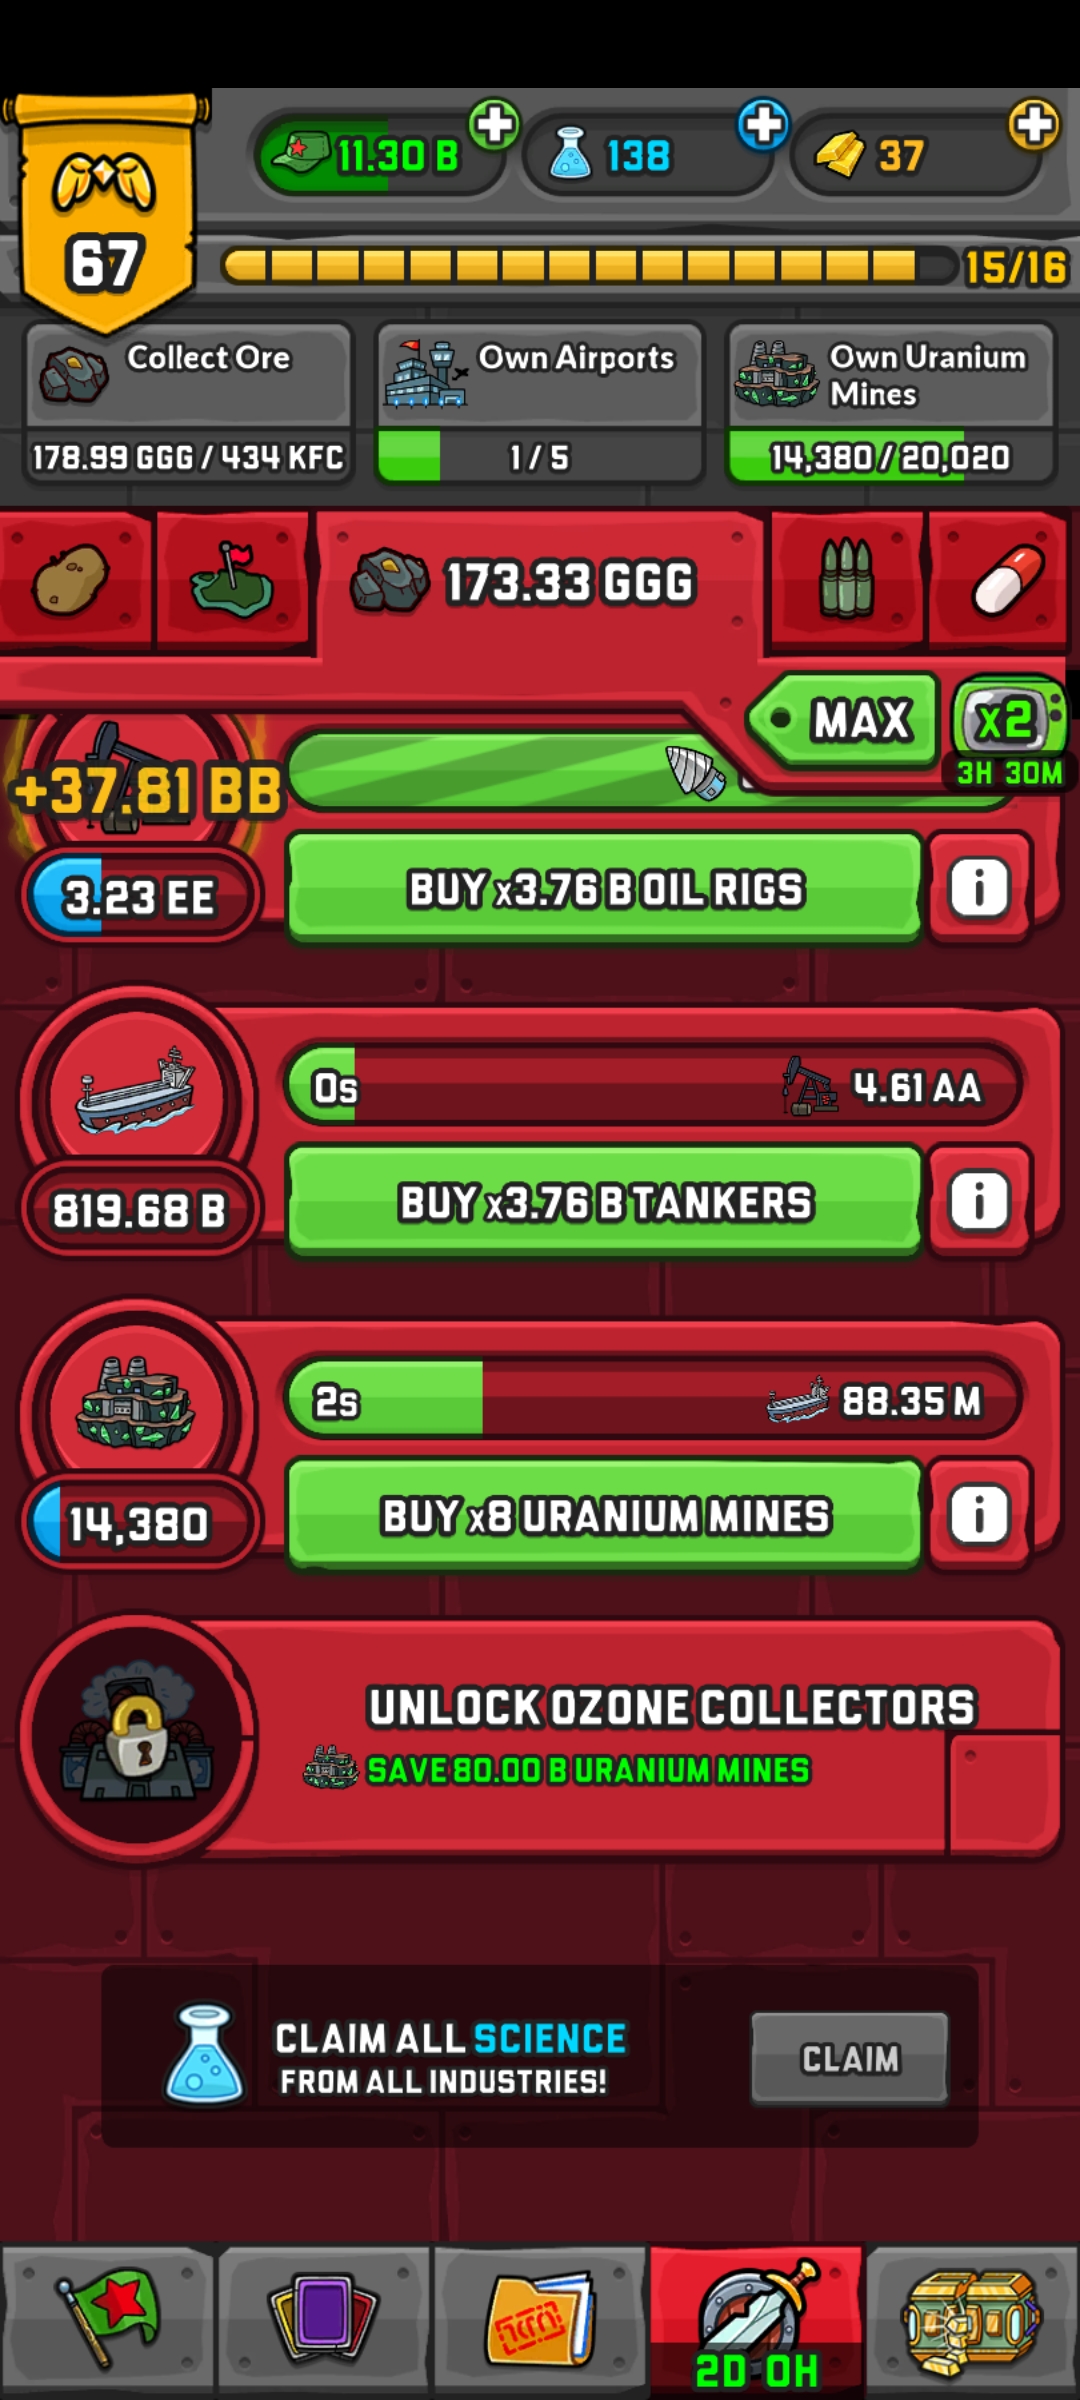 11.30 B
138
37
67
15/16
Collect Ore
178.99 GGG / 434 KFC
Own Airports
1 / 5
Own Uranium
Mines
14,380 / 20,020
173.33 GGG
MAX
x2
3H 30M
+37.81 BB
3.23 EE
BUY x3.76 B OIL RIGS
i
0s
4.61 AA
819.68 B
BUY x3.76 B TANKERS
i
2s
88.35 M
14,380
BUY x8 URANIUM MINES
i
UNLOCK OZONE COLLECTORS
SAVE 80.00 B URANIUM MINES
CLAIM ALL SCIENCE
FROM ALL INDUSTRIES!
CLAIM
2D 0H